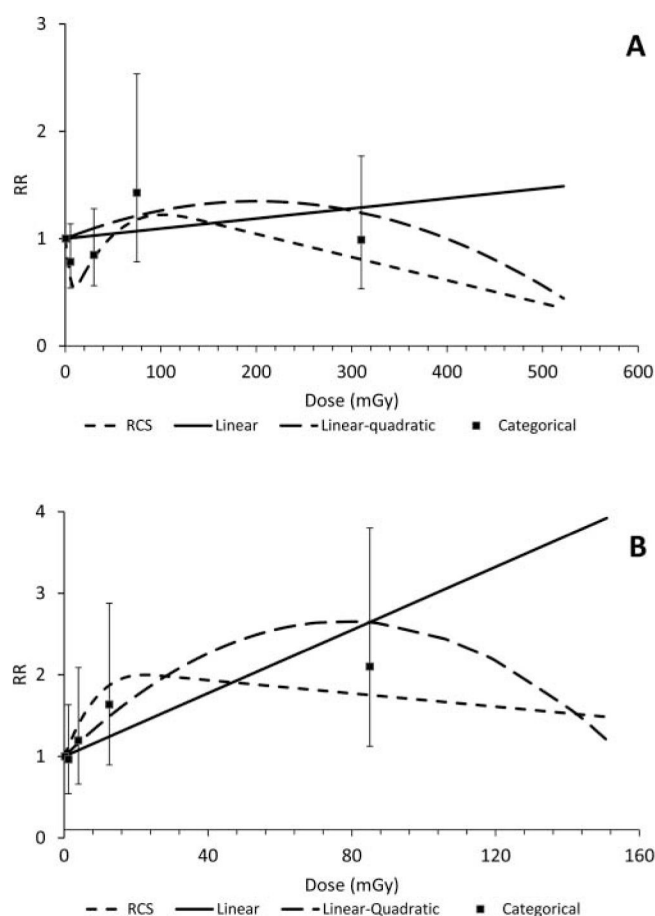 A
3
2
RR
1
0
0 100 200 300 400 500 600
Dose (mGy)
RCS Linear Linear-quadratic Categorical
4
B
3
RR
2
1
0
0 40 80 120 160
Dose (mGy)
RCS Linear Linear-Quadratic Categorical